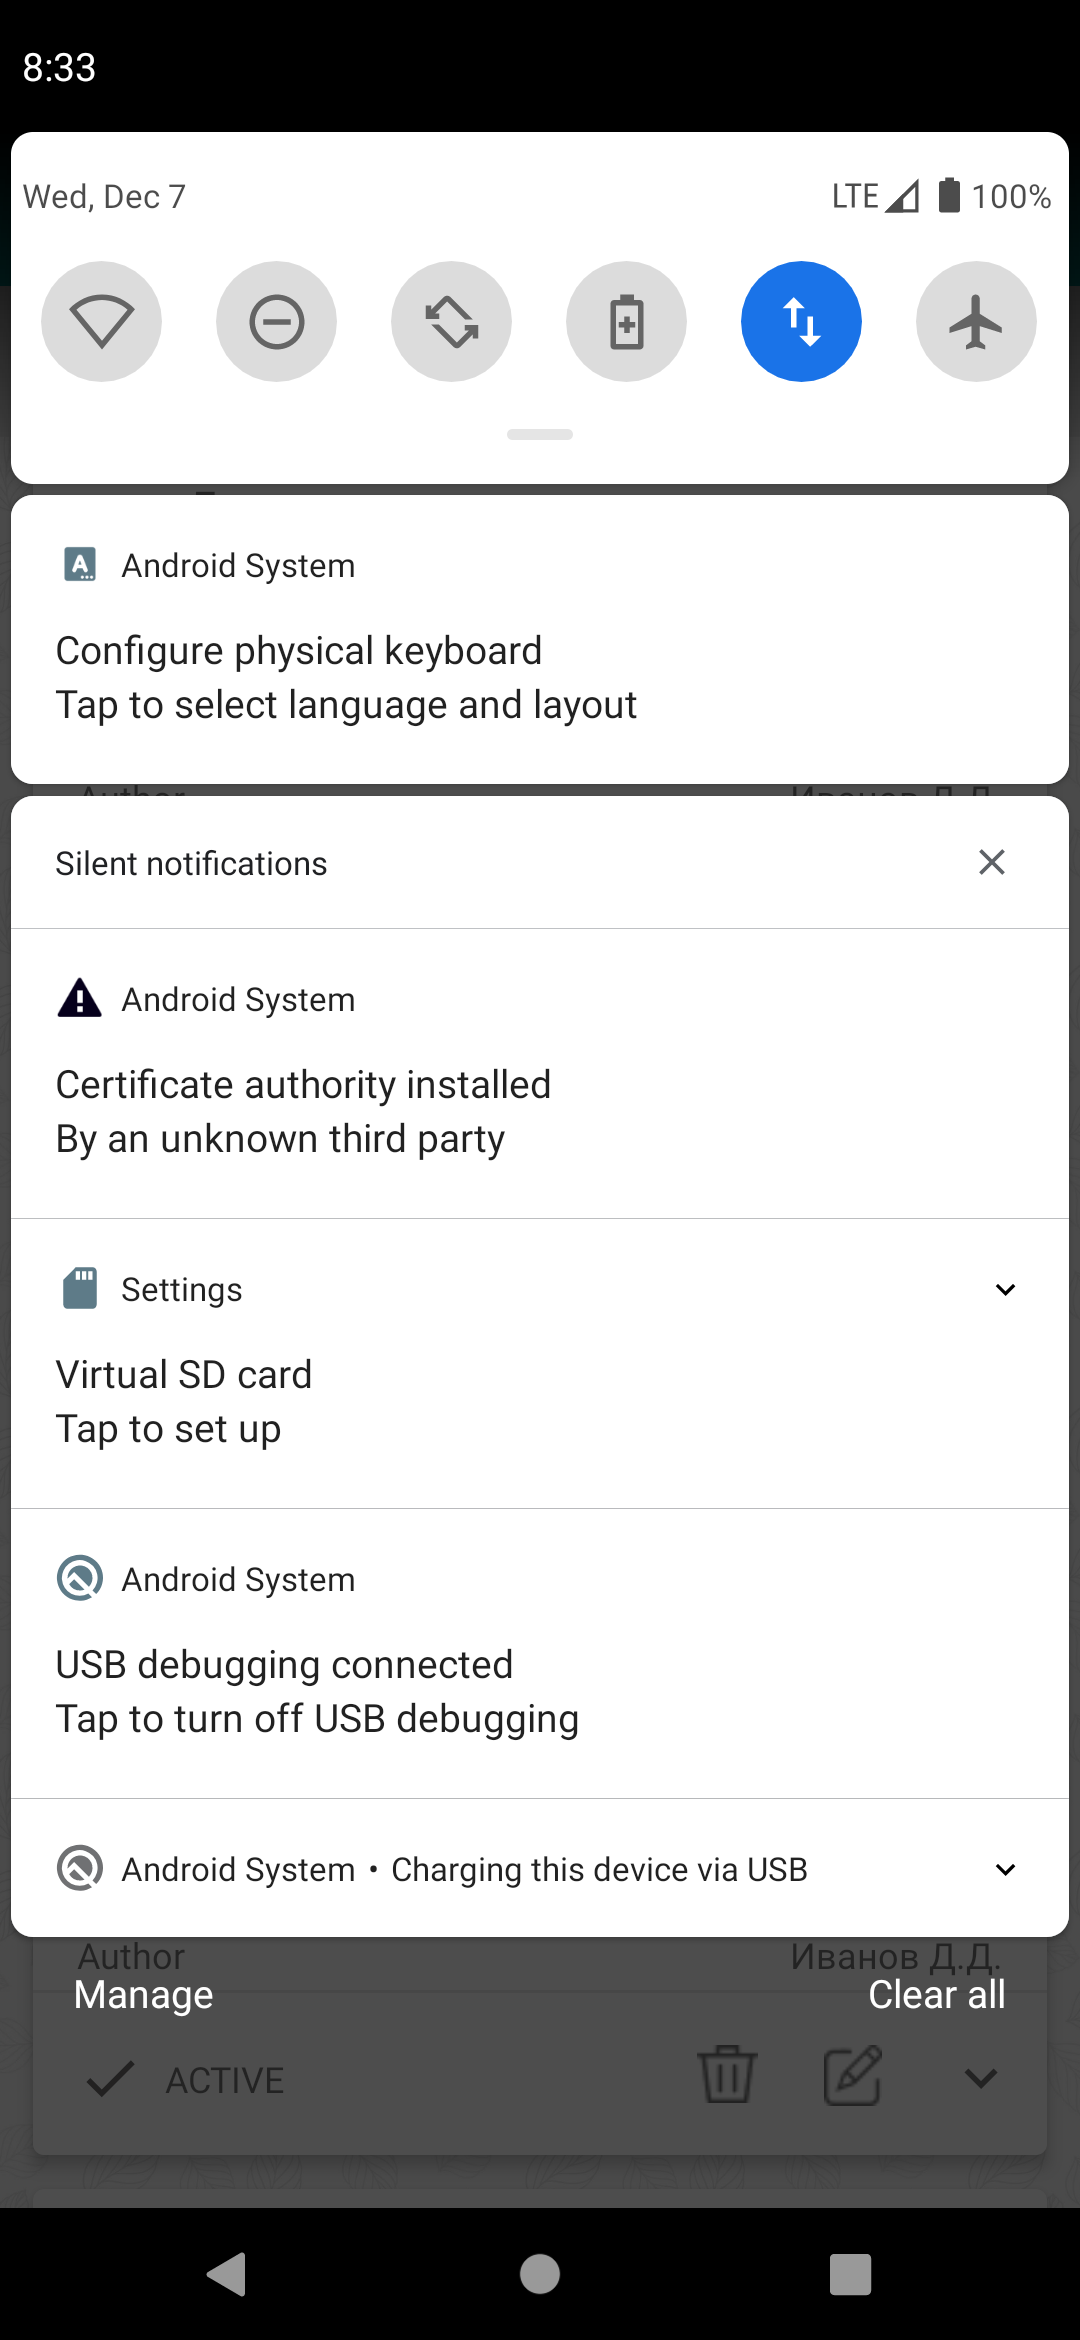 8:33
Wed, Dec 7
LTE 100%
Android System
Configure physical keyboard
Tap to select language and layout
Author Иванов Д.Д.
Silent notifications
Android System
Certificate authority installed
By an unknown third party
Settings
Virtual SD card
Tap to set up
Android System
USB debugging connected
Tap to turn off USB debugging
Android System • Charging this device via USB
Author Иванов Д.Д.
Manage Clear all
ACTIVE